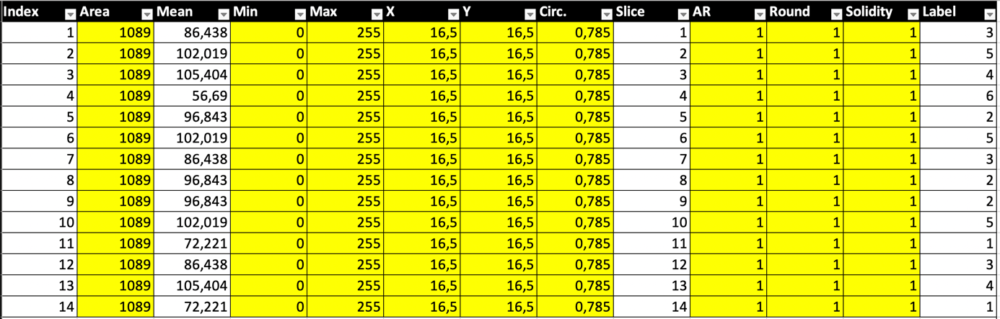 Index Area Mean Min Max X Y Circ. Slice AR Round Solidity Label
1 1089 86,438 0 255 16,5 16,5 0,785 1 1 1 1 3
2 1089 102,019 0 255 16,5 16,5 0,785 2 1 1 1 5
3 1089 105,404 0 255 16,5 16,5 0,785 3 1 1 1 4
4 1089 56,69 0 255 16,5 16,5 0,785 4 1 1 1 6
5 1089 96,843 0 255 16,5 16,5 0,785 5 1 1 1 2
6 1089 102,019 0 255 16,5 16,5 0,785 6 1 1 1 5
7 1089 86,438 0 255 16,5 16,5 0,785 7 1 1 1 3
8 1089 96,843 0 255 16,5 16,5 0,785 8 1 1 1 2
9 1089 96,843 0 255 16,5 16,5 0,785 9 1 1 1 2
10 1089 102,019 0 255 16,5 16,5 0,785 10 1 1 1 5
11 1089 72,221 0 255 16,5 16,5 0,785 11 1 1 1 1
12 1089 86,438 0 255 16,5 16,5 0,785 12 1 1 1 3
13 1089 105,404 0 255 16,5 16,5 0,785 13 1 1 1 4
14 1089 72,221 0 255 16,5 16,5 0,785 14 1 1 1 1